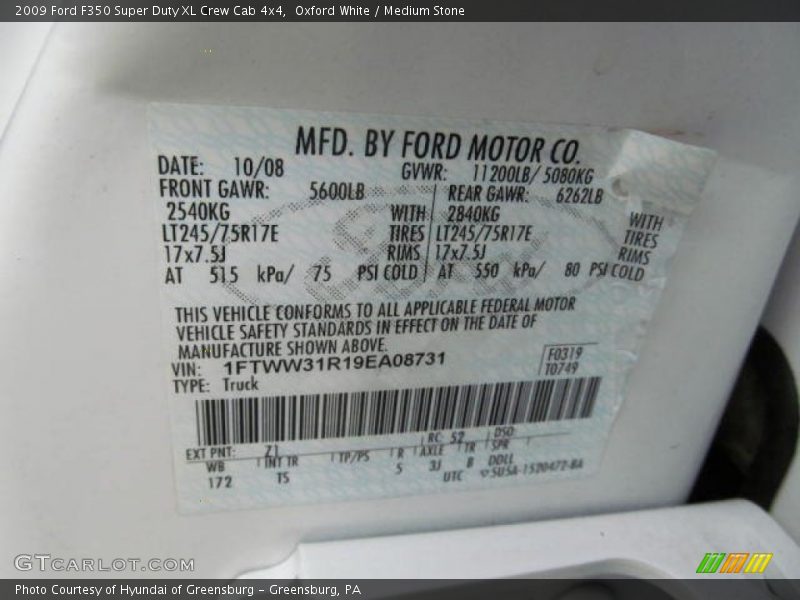 2009 Ford F350 Super Duty XL Crew Cab 4x4,  Oxford White / Medium Stone
MFD. BY FORD MOTOR CO.
DATE: 10/08 GVWR: 11200LB/ 5080KG
FRONT GAWR: 5600LB REAR GAWR: 6262LB
2540KG WITH 2840KG WITH
LT245/75R17E TIRES LT245/75R17E TIRES
17x7.5J RIMS 17x7.5J RIMS
AT 515 kPa/ 75 PSI COLD AT 550 kPa/ 80 PSI COLD
THIS VEHICLE CONFORMS TO ALL APPLICABLE FEDERAL MOTOR
VEHICLE SAFETY STANDARDS IN EFFECT ON THE DATE OF
MANUFACTURE SHOWN ABOVE.
VIN: 1FTWW31R19EA08731 F0319
TYPE: Truck T0749
EXT PNT: Z1 RC: 52 DSO:
WB INT TR TP/PS R AXLE TR SPR
172 TS 5 3J B DDLL
UTC 5U5A-1520472-BA
GTCARLOT.COM
Photo Courtesy of Hyundai of Greensburg – Greensburg, PA